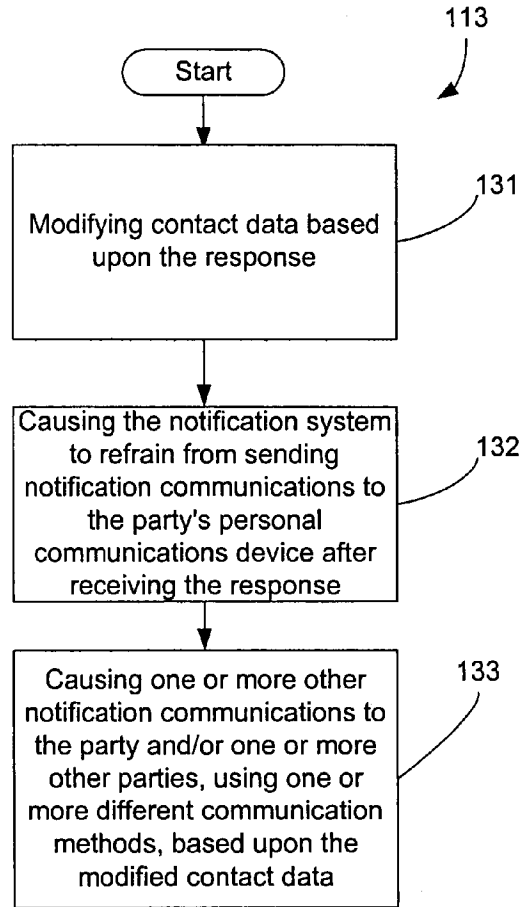 113
Start
131
Modifying contact data based
upon the response
Causing the notification system
to refrain from sending
notification communications to
the party's personal
communications device after
receiving the response
132
Causing one or more other
notification communications to
the party and/or one or more
other parties, using one or
more different communication
methods, based upon the
modified contact data
133